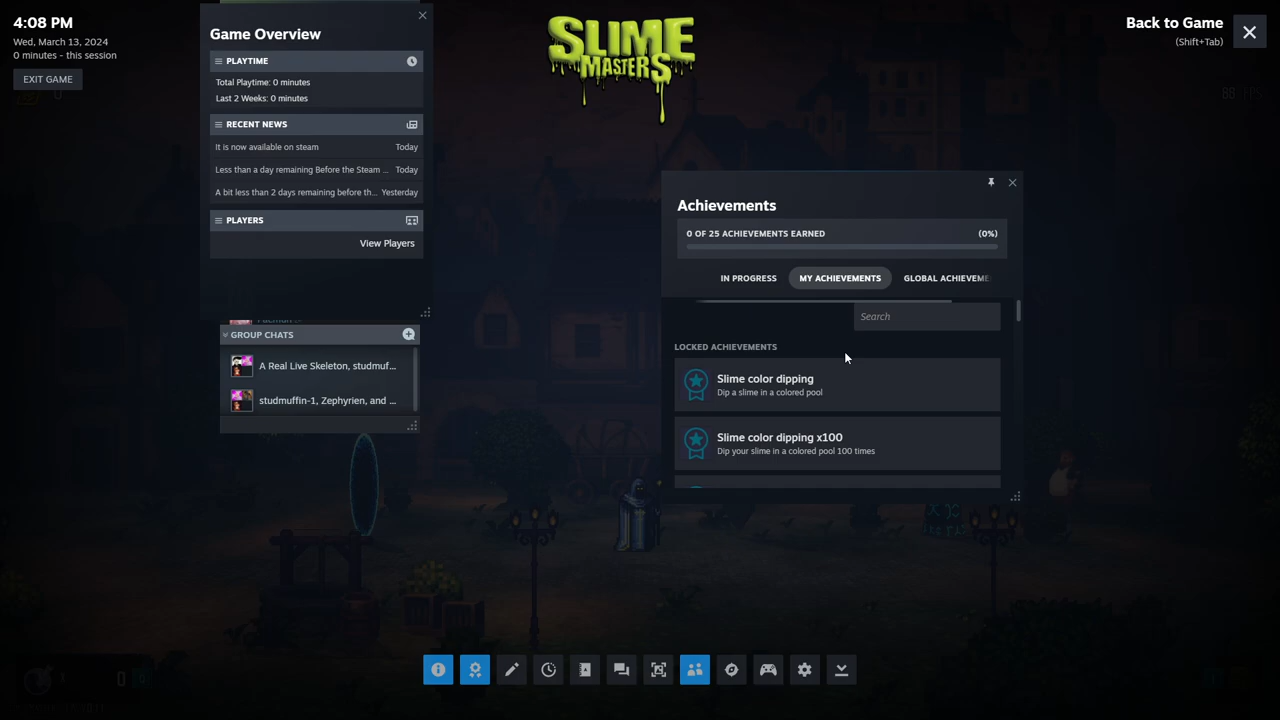 4:08 PM
Wed, March 13, 2024
0 minutes - this session
EXIT GAME
0
Game Overview
PLAYTIME
Total Playtime: 0 minutes
Last 2 Weeks: 0 minutes
RECENT NEWS
It is now available on steam Today
Less than a day remaining Before the Steam ... Today
A bit less than 2 days remaining before th... Yesterday
PLAYERS
View Players
GROUP CHATS
A Real Live Skeleton, studmuf...
studmuffin-1, Zephyrien, and ...
SLIME
MASTERS
Back to Game
(Shift+Tab)
Achievements
0 OF 25 ACHIEVEMENTS EARNED (0%)
IN PROGRESS MY ACHIEVEMENTS GLOBAL ACHIEVEME
Search
LOCKED ACHIEVEMENTS
Slime color dipping
Dip a slime in a colored pool
Slime color dipping x100
Dip your slime in a colored pool 100 times
0